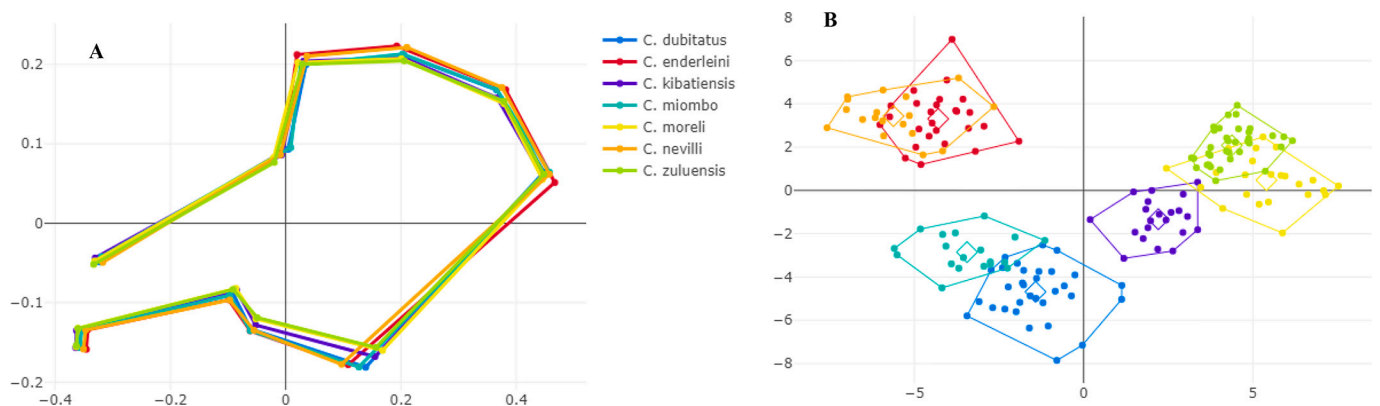 A
0.2
0.1
0
−0.1
−0.2
−0.4
−0.2
0
0.2
0.4
C. dubitatus
C. enderleini
C. kibatiensis
C. miombo
C. moreli
C. nevilli
C. zuluensis
B
8
6
4
2
0
−2
−4
−6
−8
−5
0
5